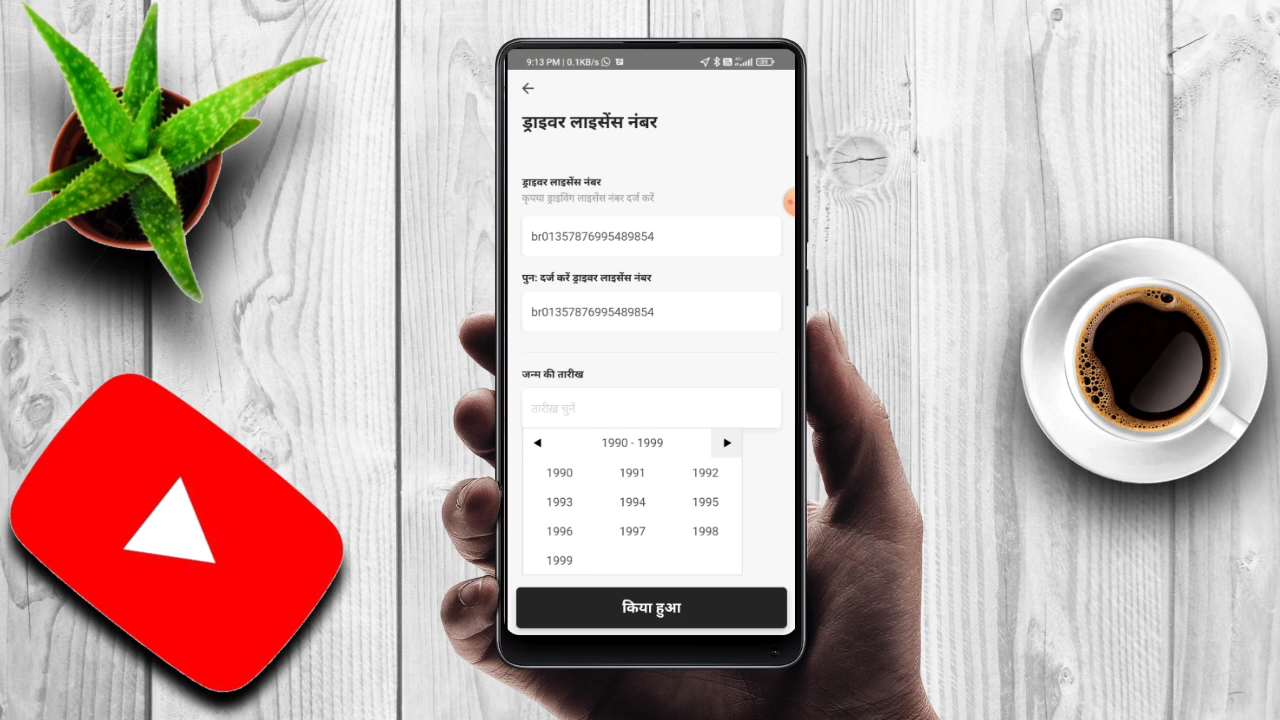 9:13 PM | 0.1KB/s
ड्राइवर लाइसेंस नंबर
ड्राइवर लाइसेंस नंबर
कृपया ड्राइविंग लाइसेंस नंबर दर्ज करें
br01357876995489854
पुन: दर्ज करें ड्राइवर लाइसेंस नंबर
br01357876995489854
जन्म की तारीख
तारीख़ चुनें
1990 - 1999
1990 1991 1992
1993 1994 1995
1996 1997 1998
1999
किया हुआ